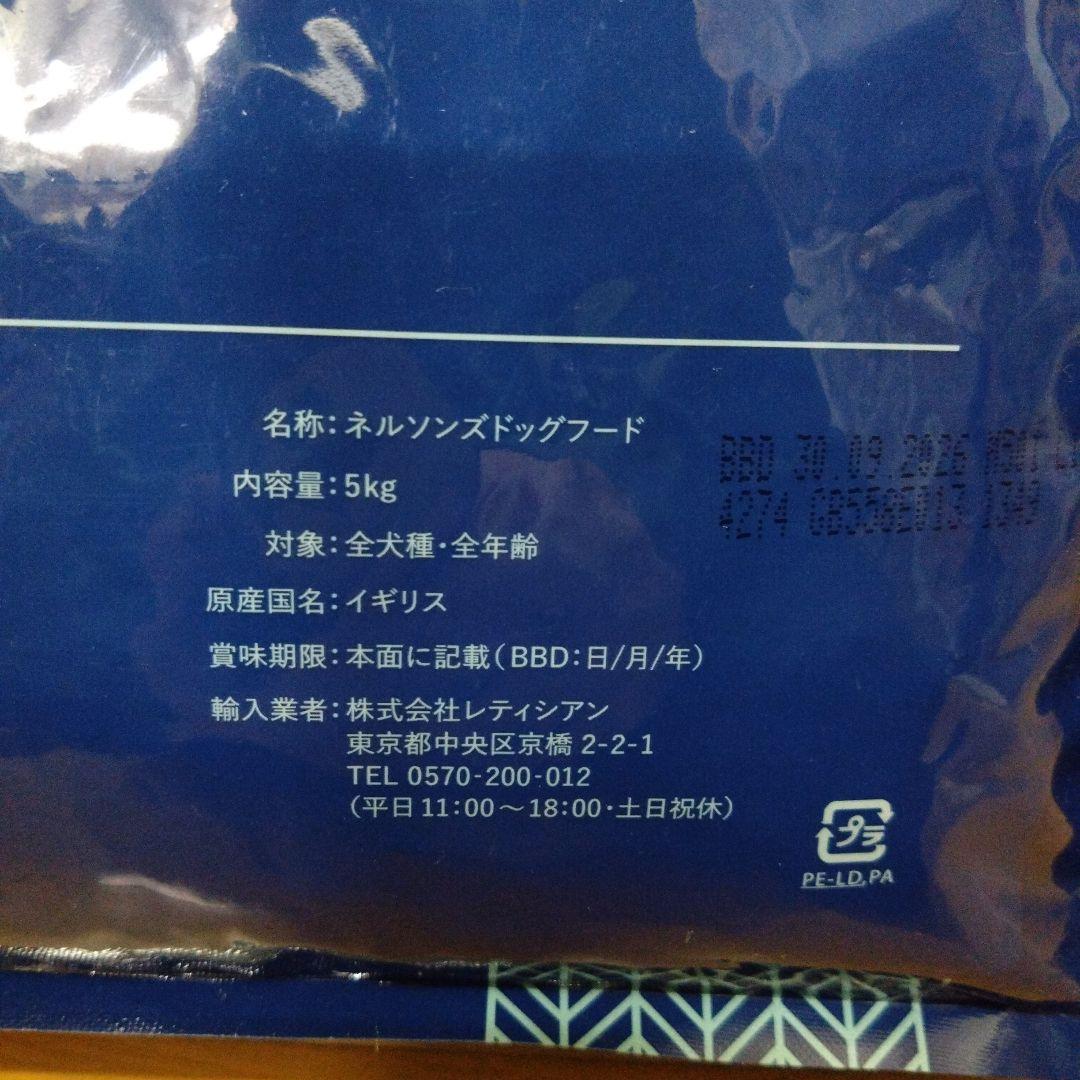 名称：ネルソンズドッグフード
内容量：5kg
対象：全犬種・全年齢
原産国名：イギリス
賞味期限：本面に記載（BBD：日/月/年）
輸入業者：株式会社レティシアン
東京都中央区京橋 2-2-1
TEL 0570-200-012
（平日11:00～18:00・土日祝休）
BBD 30.09.2026
4274
プラ
PE-LD,PA